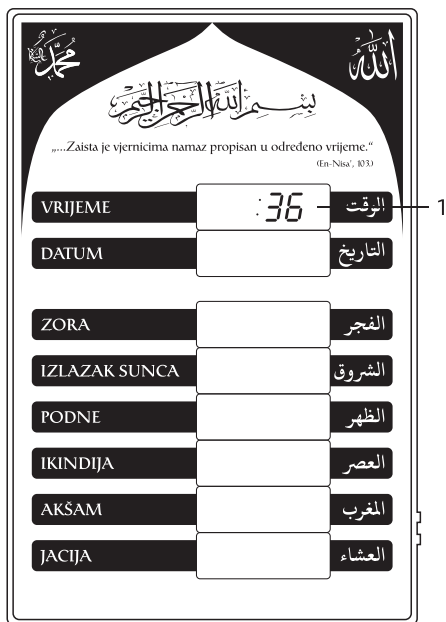 محمد
الله
بسم الله الرحمن الرحيم
„...Zaista je vjernicima namaz propisan u određeno vrijeme.“
(En-Nisa', 103.)
VRIJEME :36 الوقت 1
DATUM التاريخ
ZORA الفجر
IZLAZAK SUNCA الشروق
PODNE الظهر
IKINDIJA العصر
AKŠAM المغرب
JACIJA العشاء